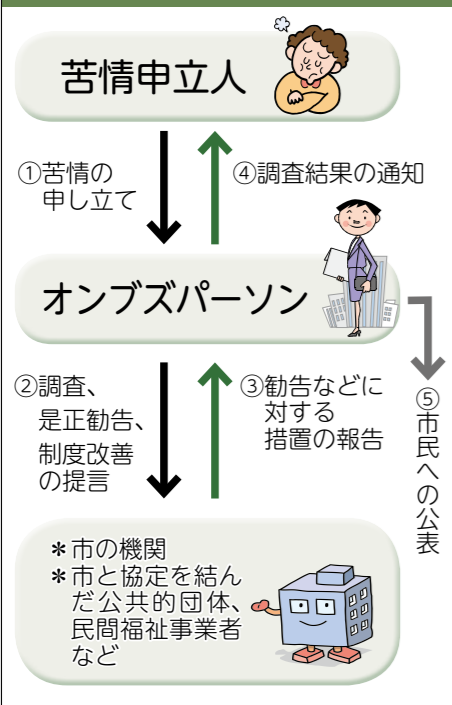 苦情申立人
①苦情の
申し立て
④調査結果の通知
オンブズパーソン
②調査、
是正勧告、
制度改善
の提言
③勧告などに
対する
措置の報告
⑤市民への公表
＊市の機関
＊市と協定を結ん
だ公共的団体、
民間福祉事業者
など